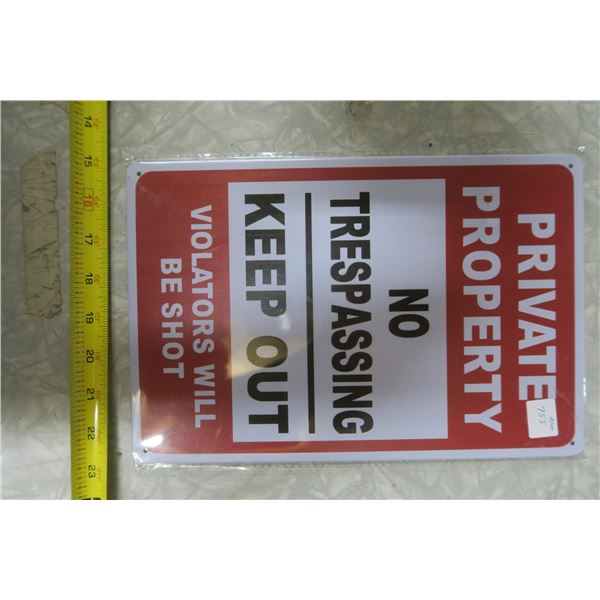 PRIVATE
PROPERTY
NO
TRESPASSING
KEEP OUT
VIOLATORS WILL
BE SHOT
755
14
15
16
17
18
19
20
21
22
23